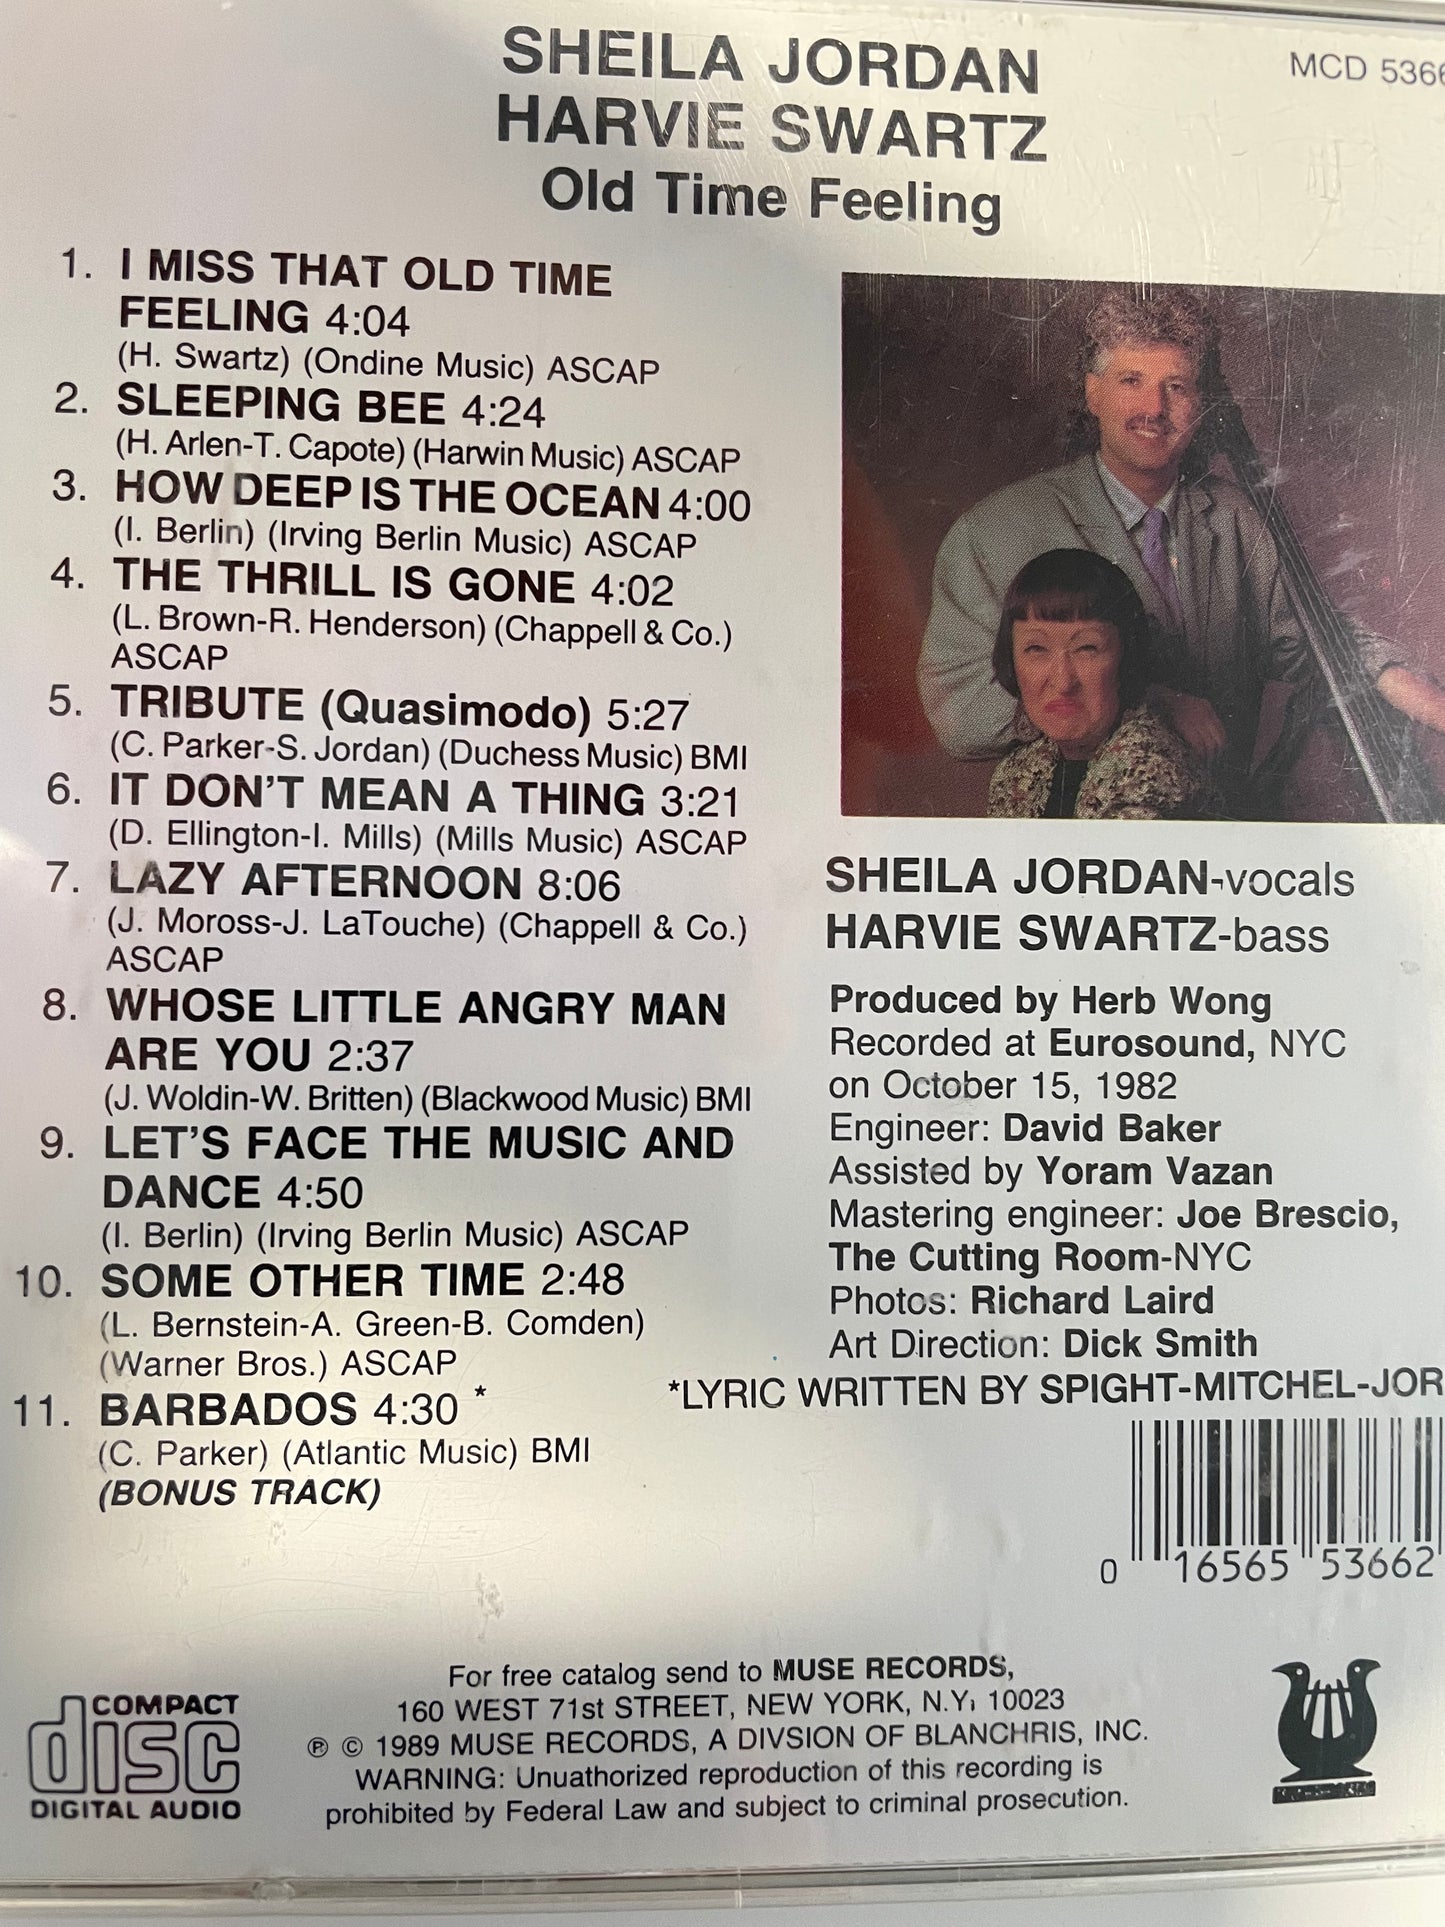 SHEILA JORDAN
HARVIE SWARTZ
Old Time Feeling
MCD 5366
1. I MISS THAT OLD TIME
FEELING 4:04
(H. Swartz) (Ondine Music) ASCAP
2. SLEEPING BEE 4:24
(H. Arlen-T. Capote) (Harwin Music) ASCAP
3. HOW DEEP IS THE OCEAN 4:00
(I. Berlin) (Irving Berlin Music) ASCAP
4. THE THRILL IS GONE 4:02
(L. Brown-R. Henderson) (Chappell & Co.)
ASCAP
5. TRIBUTE (Quasimodo) 5:27
(C. Parker-S. Jordan) (Duchess Music) BMI
6. IT DON'T MEAN A THING 3:21
(D. Ellington-I. Mills) (Mills Music) ASCAP
7. LAZY AFTERNOON 8:06
(J. Moross-J. LaTouche) (Chappell & Co.)
ASCAP
8. WHOSE LITTLE ANGRY MAN
ARE YOU 2:37
(J. Woldin-W. Britten) (Blackwood Music) BMI
9. LET'S FACE THE MUSIC AND
DANCE 4:50
(I. Berlin) (Irving Berlin Music) ASCAP
10. SOME OTHER TIME 2:48
(L. Bernstein-A. Green-B. Comden)
(Warner Bros.) ASCAP
11. BARBADOS 4:30 *
(C. Parker) (Atlantic Music) BMI
(BONUS TRACK)
SHEILA JORDAN-vocals
HARVIE SWARTZ-bass
Produced by Herb Wong
Recorded at Eurosound, NYC
on October 15, 1982
Engineer: David Baker
Assisted by Yoram Vazan
Mastering engineer: Joe Brescio,
The Cutting Room-NYC
Photos: Richard Laird
Art Direction: Dick Smith
*LYRIC WRITTEN BY SPIGHT-MITCHEL-JOR
0 16565 53662
For free catalog send to MUSE RECORDS,
160 WEST 71st STREET, NEW YORK, N.Y. 10023
℗ © 1989 MUSE RECORDS, A DIVSION OF BLANCHRIS, INC.
WARNING: Unuathorized reproduction of this recording is
prohibited by Federal Law and subject to criminal prosecution.
COMPACT
disc
DIGITAL AUDIO